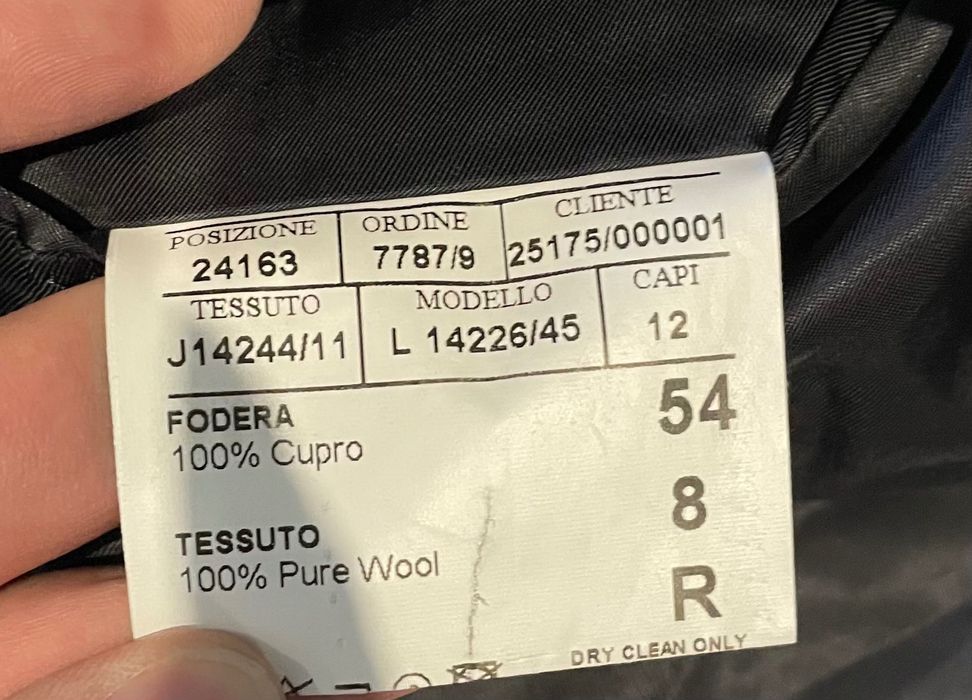 POSIZIONE ORDINE CLIENTE
24163 7787/9 25175/000001
TESSUTO MODELLO CAPI
J14244/11 L 14226/45 12
FODERA 54
100% Cupro
8
TESSUTO
100% Pure Wool
R
DRY CLEAN ONLY